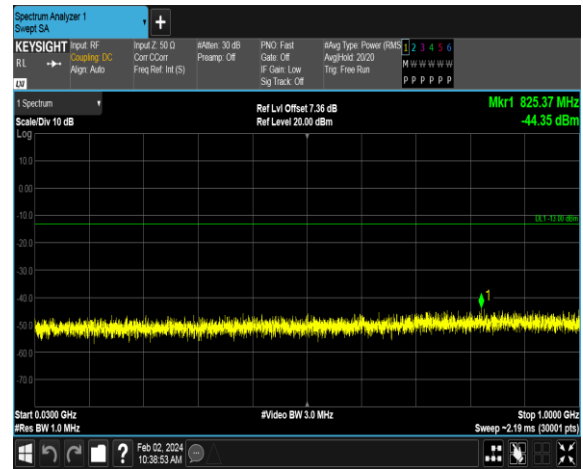 Spectrum Analyzer 1
Swept SA
+
KEYSIGHT
RL
LXI
Input: RF
Coupling: DC
Align: Auto
Input Z: 50 Ω
Corr CCorr
Freq Ref: Int (S)
#Atten: 30 dB
Preamp: Off
PNO: Fast
Gate: Off
IF Gain: Low
Sig Track: Off
#Avg Type: Power (RMS
Avg|Hold: 20/20
Trig: Free Run
1 2 3 4 5 6
M W W W W W
P P P P P P
1 Spectrum
Scale/Div 10 dB
Ref Lvl Offset 7.36 dB
Ref Level 20.00 dBm
Mkr1 825.37 MHz
-44.35 dBm
Log
10.0
0.00
-10.0
DL1 -13.00 dBm
-20.0
-30.0
-40.0
1
-50.0
-60.0
-70.0
Start 0.0300 GHz
#Res BW 1.0 MHz
#Video BW 3.0 MHz
Stop 1.0000 GHz
Sweep ~2.19 ms (30001 pts)
?
Feb 02, 2024
10:38:53 AM